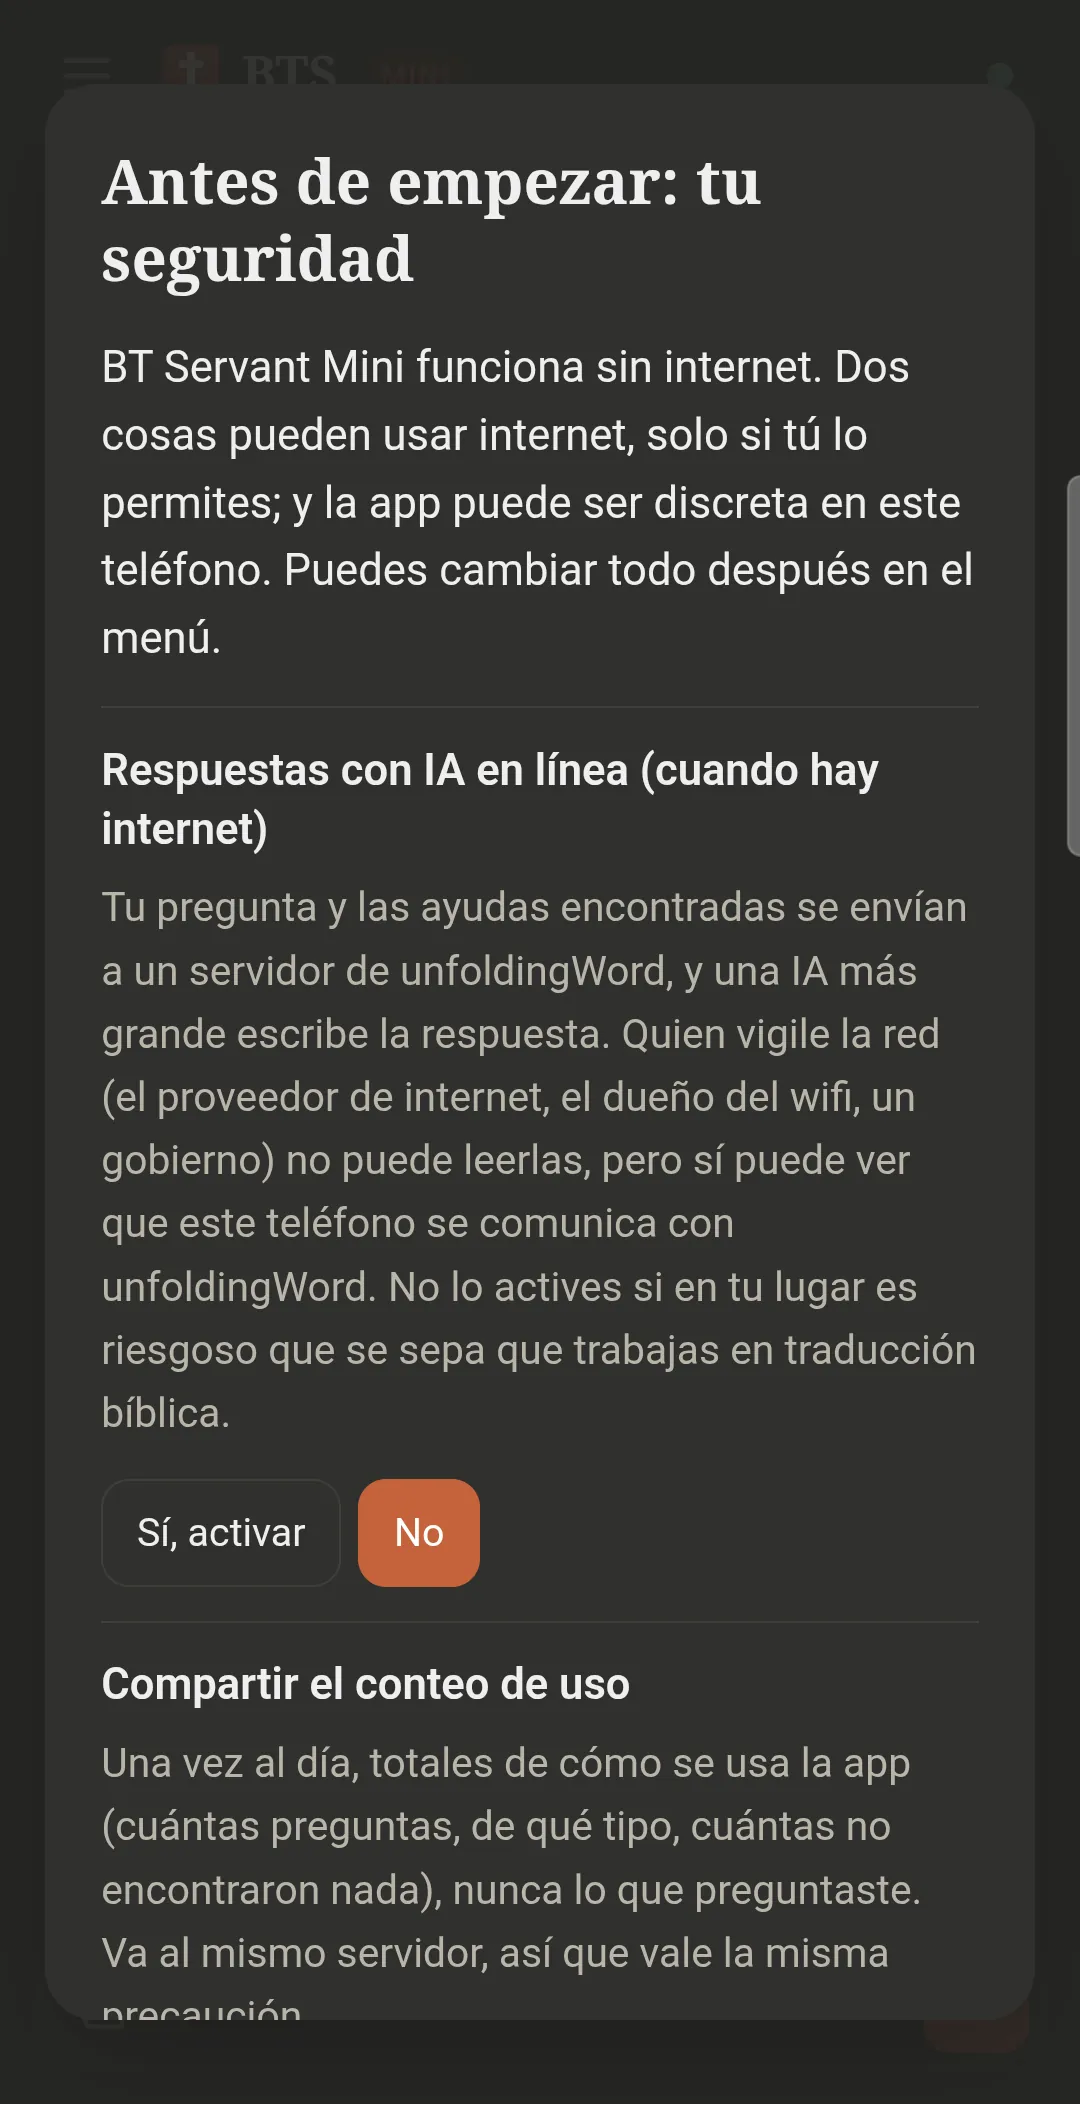 BTS
Antes de empezar: tu
seguridad
BT Servant Mini funciona sin internet. Dos
cosas pueden usar internet, solo si tú lo
permites; y la app puede ser discreta en este
teléfono. Puedes cambiar todo después en el
menú.
Respuestas con IA en línea (cuando hay
internet)
Tu pregunta y las ayudas encontradas se envían
a un servidor de unfoldingWord, y una IA más
grande escribe la respuesta. Quien vigile la red
(el proveedor de internet, el dueño del wifi, un
gobierno) no puede leerlas, pero sí puede ver
que este teléfono se comunica con
unfoldingWord. No lo actives si en tu lugar es
riesgoso que se sepa que trabajas en traducción
bíblica.
Sí, activar
No
Compartir el conteo de uso
Una vez al día, totales de cómo se usa la app
(cuántas preguntas, de qué tipo, cuántas no
encontraron nada), nunca lo que preguntaste.
Va al mismo servidor, así que vale la misma
precaución